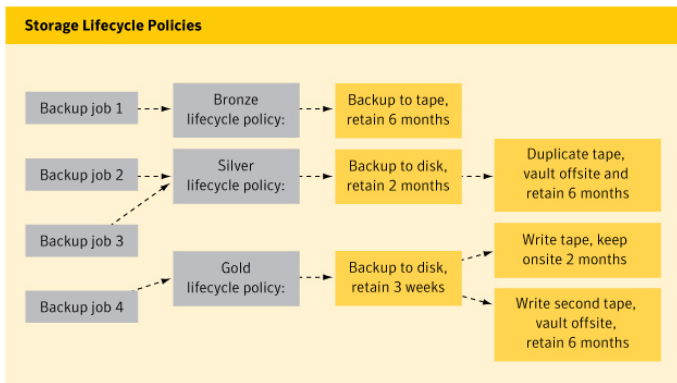 Storage Lifecycle Policies
Backup job 1
Bronze
lifecycle policy:
Backup to tape,
retain 6 months
Backup job 2
Silver
lifecycle policy:
Backup to disk,
retain 2 months
Duplicate tape,
vault offsite and
retain 6 months
Backup job 3
Backup job 4
Gold
lifecycle policy:
Backup to disk,
retain 3 weeks
Write tape, keep
onsite 2 months
Write second tape,
vault offsite,
retain 6 months